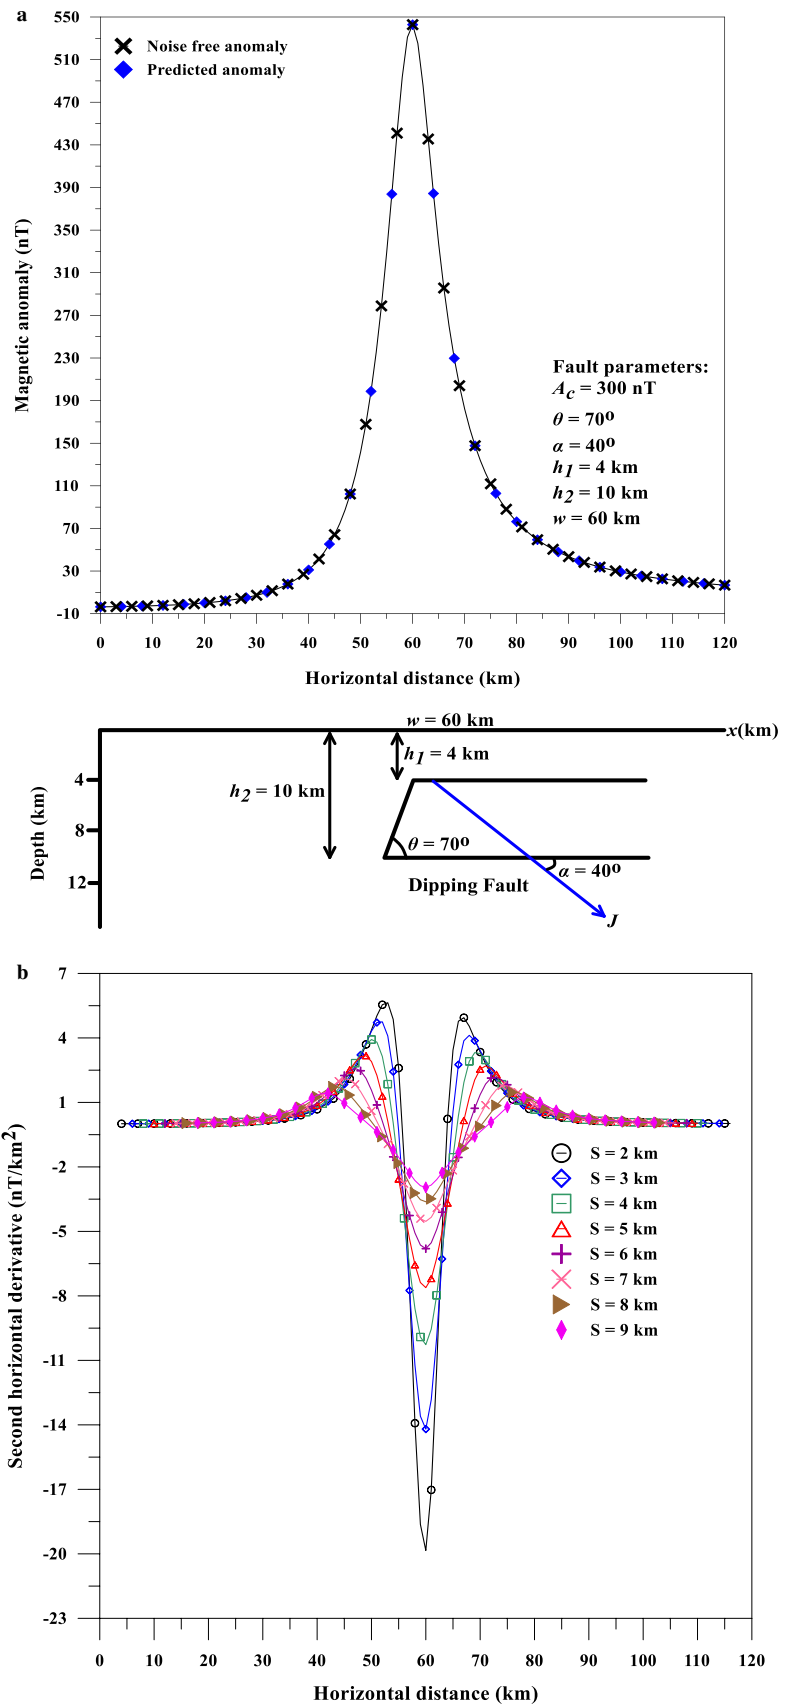 a
550
510
470
430
390
350
310
270
230
190
150
110
70
30
-10
Magnetic anomaly (nT)
Noise free anomaly
Predicted anomaly
Fault parameters:
Ac = 300 nT
θ = 70º
α = 40º
h1 = 4 km
h2 = 10 km
w = 60 km
0 10 20 30 40 50 60 70 80 90 100 110 120
Horizontal distance (km)
w = 60 km
x(km)
h1 = 4 km
h2 = 10 km
4
8
12
Depth (km)
θ = 70º
α = 40º
Dipping Fault
J
b
7
4
1
-2
-5
-8
-11
-14
-17
-20
-23
Second horizontal derivative (nT/km²)
S = 2 km
S = 3 km
S = 4 km
S = 5 km
S = 6 km
S = 7 km
S = 8 km
S = 9 km
0 10 20 30 40 50 60 70 80 90 100 110 120
Horizontal distance (km)